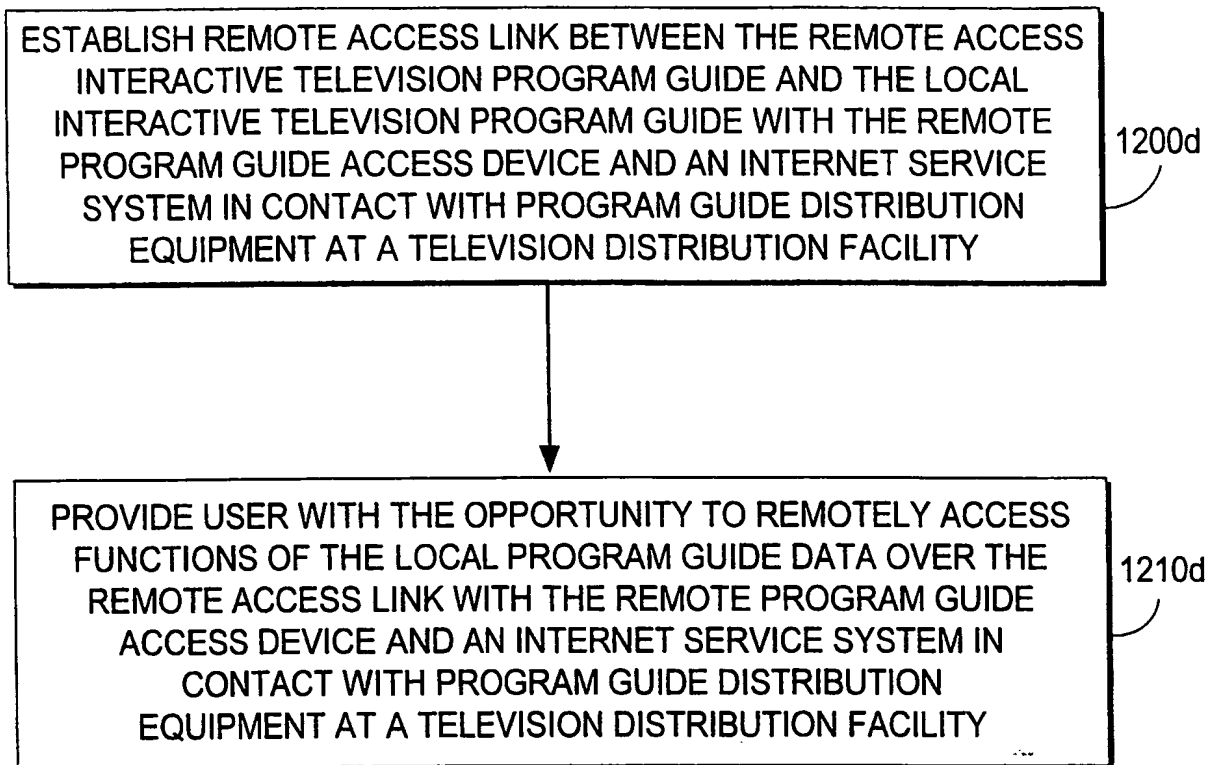 ESTABLISH REMOTE ACCESS LINK BETWEEN THE REMOTE ACCESS
INTERACTIVE TELEVISION PROGRAM GUIDE AND THE LOCAL
INTERACTIVE TELEVISION PROGRAM GUIDE WITH THE REMOTE
PROGRAM GUIDE ACCESS DEVICE AND AN INTERNET SERVICE
SYSTEM IN CONTACT WITH PROGRAM GUIDE DISTRIBUTION
EQUIPMENT AT A TELEVISION DISTRIBUTION FACILITY
1200d
PROVIDE USER WITH THE OPPORTUNITY TO REMOTELY ACCESS
FUNCTIONS OF THE LOCAL PROGRAM GUIDE DATA OVER THE
REMOTE ACCESS LINK WITH THE REMOTE PROGRAM GUIDE
ACCESS DEVICE AND AN INTERNET SERVICE SYSTEM IN
CONTACT WITH PROGRAM GUIDE DISTRIBUTION
EQUIPMENT AT A TELEVISION DISTRIBUTION FACILITY
1210d